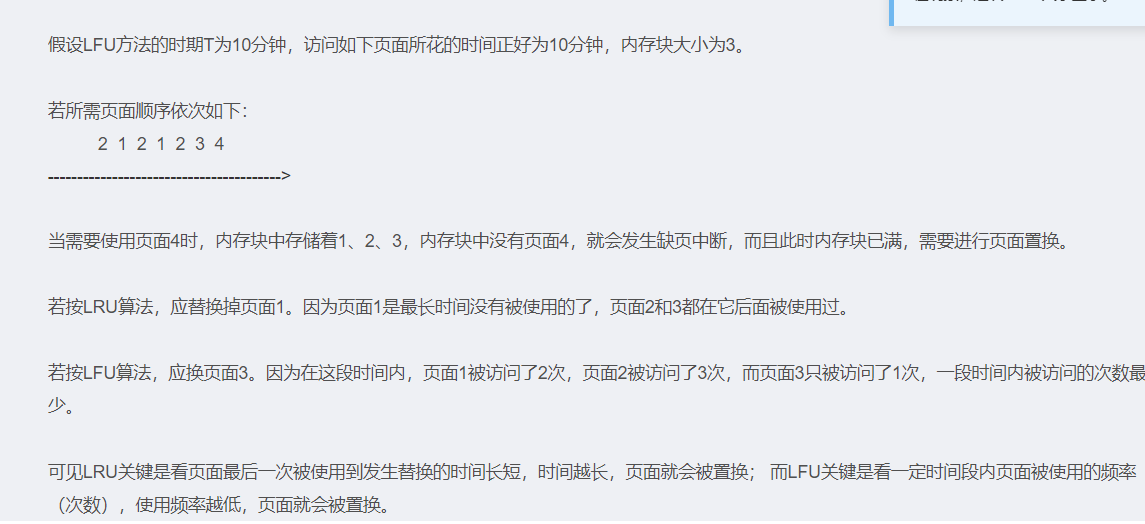 假设LFU方法的时期T为10分钟，访问如下页面所花的时间正好为10分钟，内存块大小为3。
若所需页面顺序依次如下：
2 1 2 1 2 3 4
---------------------------------------->
当需要使用页面4时，内存块中存储着1、2、3，内存块中没有页面4，就会发生缺页中断，而且此时内存块已满，需要进行页面置换。
若按LRU算法，应替换掉页面1。因为页面1是最长时间没有被使用的了，页面2和3都在它后面被使用过。
若按LFU算法，应换页面3。因为在这段时间内，页面1被访问了2次，页面2被访问了3次，而页面3只被访问了1次，一段时间内被访问的次数最
少。
可见LRU关键是看页面最后一次被使用到发生替换的时间长短，时间越长，页面就会被置换； 而LFU关键是看一定时间段内页面被使用的频率
（次数），使用频率越低，页面就会被置换。